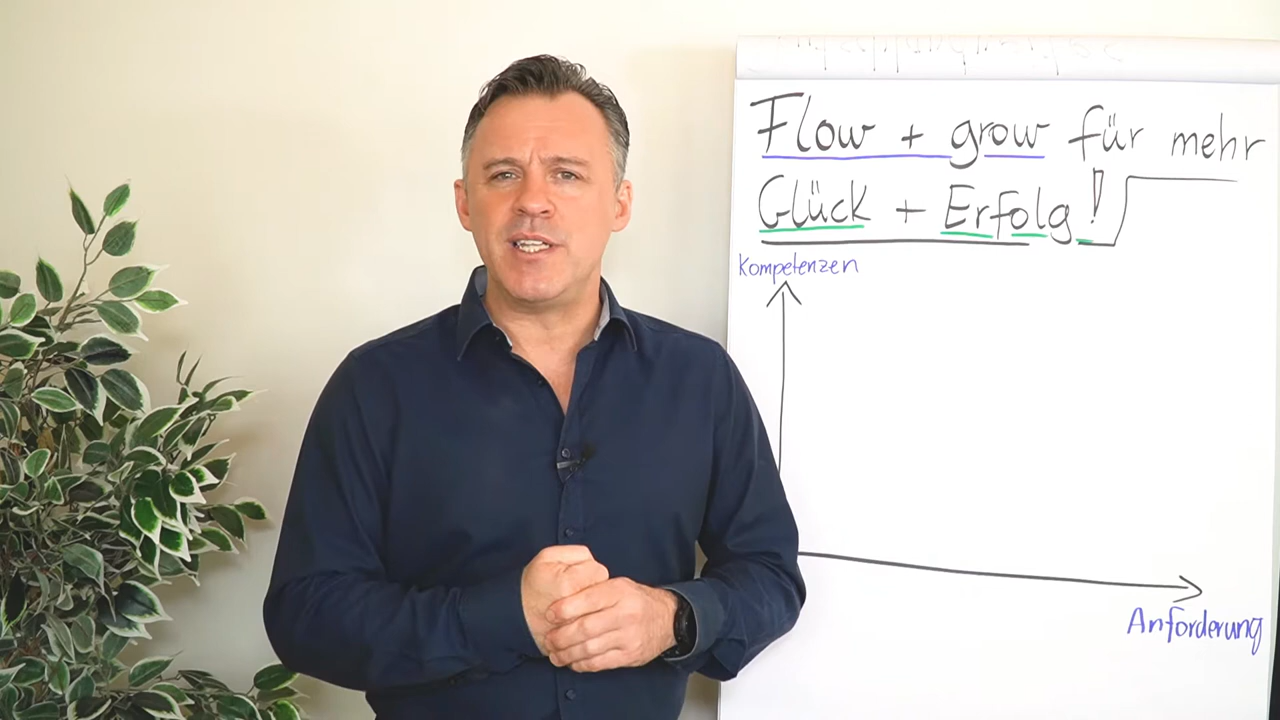 Flow + grow für mehr
Glück + Erfolg!
Kompetenzen
Anforderung